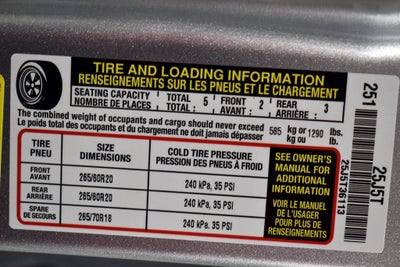 TIRE AND LOADING INFORMATION
RENSEIGNEMENTS SUR LES PNEUS ET LE CHARGEMENT
SEATING CAPACITY TOTAL 5 FRONT 2 REAR 3
NOMBRE DE PLACES TOTAL AVANT : ARRIÈRE :
The combined weight of occupants and cargo should never exceed 585 kg or 1290 lbs.
Le poids total des occupants et du chargement ne doit jamais dépasser kg ou lb.
TIRE SIZE COLD TIRE PRESSURE
PNEU DIMENSIONS PRESSION DES PNEUS À FROID
FRONT 265/60R20 240 kPa, 35 PSI
AVANT
REAR 265/60R20 240 kPa, 35 PSI
ARRIÈRE
SPARE 265/70R18 240 kPa, 35 PSI
DE SECOURS
SEE OWNER'S
MANUAL FOR
ADDITIONAL
INFORMATION
VOIR LE MANUEL
DE L'USAGER
POUR PLUS DE
RENSEIGNEMENTS
251 25J5T
25J5T36113